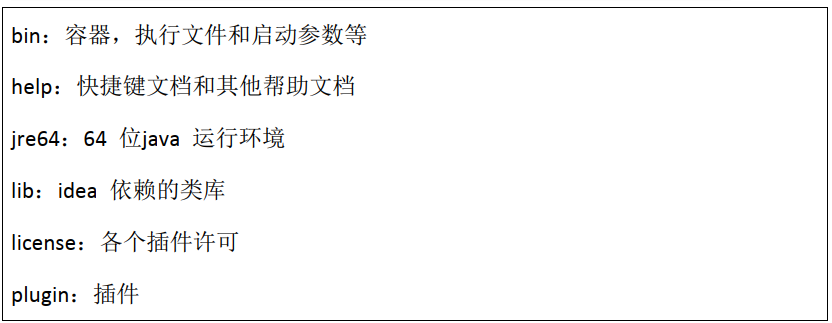 bin：容器，执行文件和启动参数等
help：快捷键文档和其他帮助文档
jre64：64 位java 运行环境
lib：idea 依赖的类库
license：各个插件许可
plugin：插件